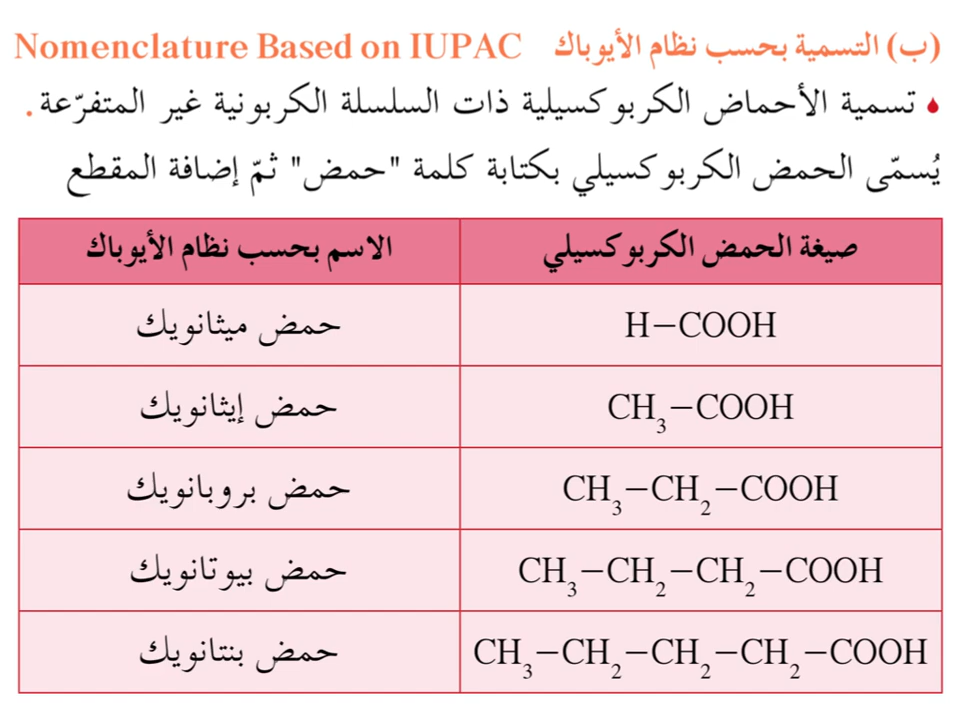 (ب) التسمية بحسب نظام الأيوباك Nomenclature Based on IUPAC
تسمية الأحماض الكربوكسيلية ذات السلسلة الكربونية غير المتفرّعة.
يُسمّى الحمض الكربوكسيلي بكتابة كلمة "حمض" ثمّ إضافة المقطع
صيغة الحمض الكربوكسيلي الاسم بحسب نظام الأيوباك
H−COOH حمض ميثانويك
CH₃−COOH حمض إيثانويك
CH₃−CH₂−COOH حمض بروبانويك
CH₃−CH₂−CH₂−COOH حمض بيوتانويك
CH₃−CH₂−CH₂−CH₂−COOH حمض بنتانويك